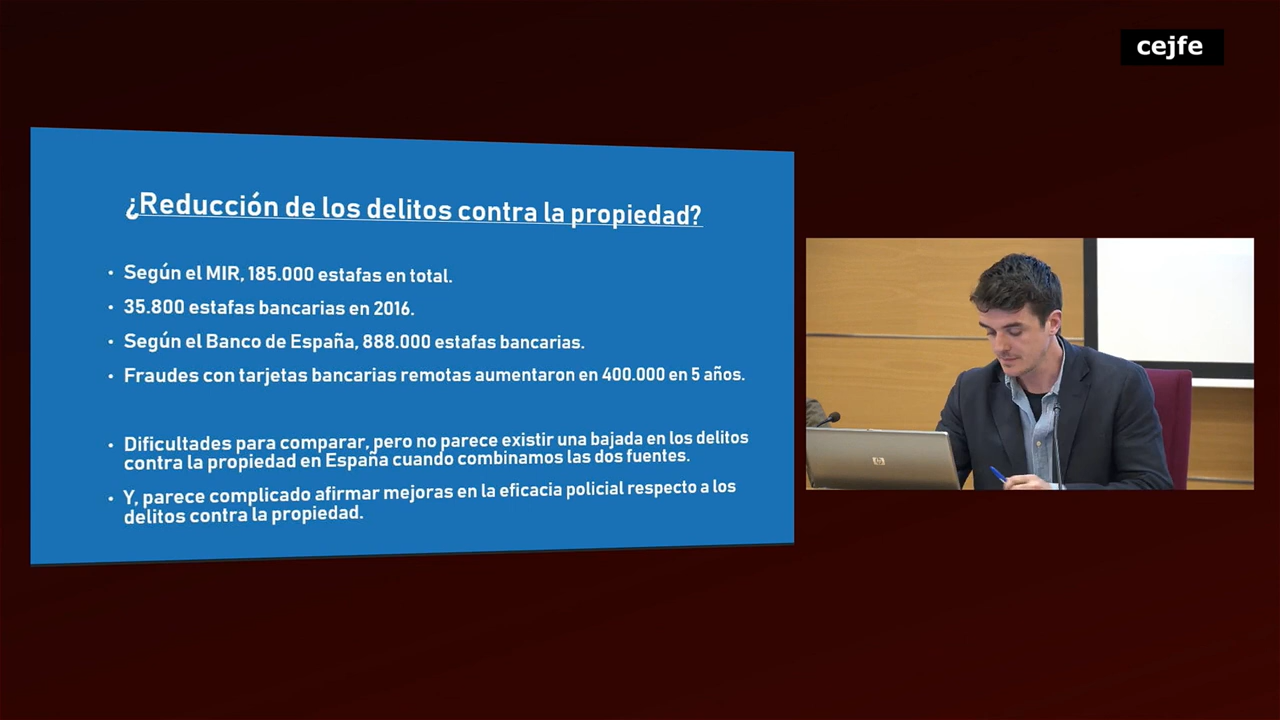 cejfe
¿Reducción de los delitos contra la propiedad?
• Según el MIR, 185.000 estafas en total.
• 35.800 estafas bancarias en 2016.
• Según el Banco de España, 888.000 estafas bancarias.
• Fraudes con tarjetas bancarias remotas aumentaron en 400.000 en 5 años.
• Dificultades para comparar, pero no parece existir una bajada en los delitos
contra la propiedad en España cuando combinamos las dos fuentes.
• Y, parece complicado afirmar mejoras en la eficacia policial respecto a los
delitos contra la propiedad.
hp